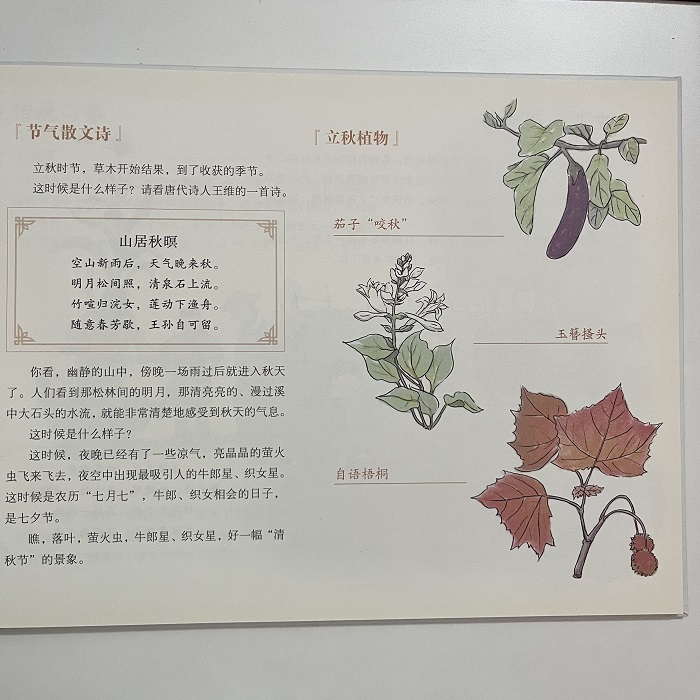 『节气散文诗』
立秋时节，草木开始结果，到了收获的季节。
这时候是什么样子？请看唐代诗人王维的一首诗。
山居秋暝
空山新雨后，天气晚来秋。
明月松间照，清泉石上流。
竹喧归浣女，莲动下渔舟。
随意春芳歇，王孙自可留。
你看，幽静的山中，傍晚一场雨过后就进入秋天
了。人们看到那松林间的明月，那清亮亮的、漫过溪
中大石头的水流，就能非常清楚地感受到秋天的气息。
这时候是什么样子？
这时候，夜晚已经有了一些凉气，亮晶晶的萤火
虫飞来飞去，夜空中出现最吸引人的牛郎星、织女星。
这时候是农历“七月七”，牛郎、织女相会的日子，
是七夕节。
瞧，落叶，萤火虫，牛郎星、织女星，好一幅“清
秋节”的景象。
『立秋植物』
茄子“咬秋”
玉簪搔头
自语梧桐